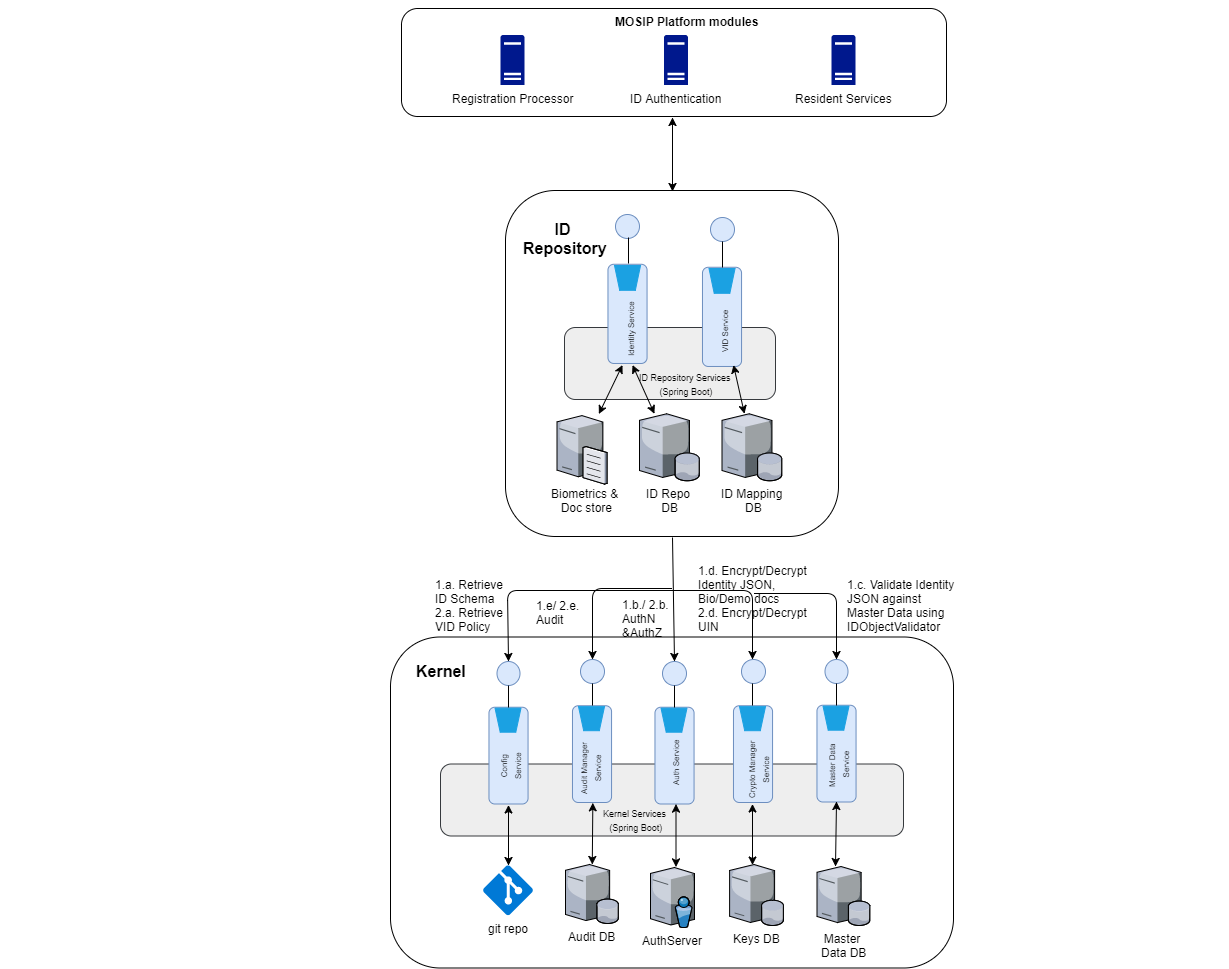 MOSIP Platform modules
Registration Processor
ID Authentication
Resident Services
ID
Repository
Identity Service
VID Service
ID Repository Services
(Spring Boot)
Biometrics &
Doc store
ID Repo
DB
ID Mapping
DB
1.a. Retrieve
ID Schema
2.a. Retrieve
VID Policy
1.e/ 2.e.
Audit
1.b./ 2.b.
AuthN
&AuthZ
1.d. Encrypt/Decrypt
Identity JSON,
Bio/Demo docs
2.d. Encrypt/Decrypt
UIN
1.c. Validate Identity
JSON against
Master Data using
IDObjectValidator
Kernel
Config
Service
Audit Manager
Service
Auth Service
Crypto Manager
Service
Master Data
Service
Kernel Services
(Spring Boot)
git repo
Audit DB
AuthServer
Keys DB
Master
Data DB